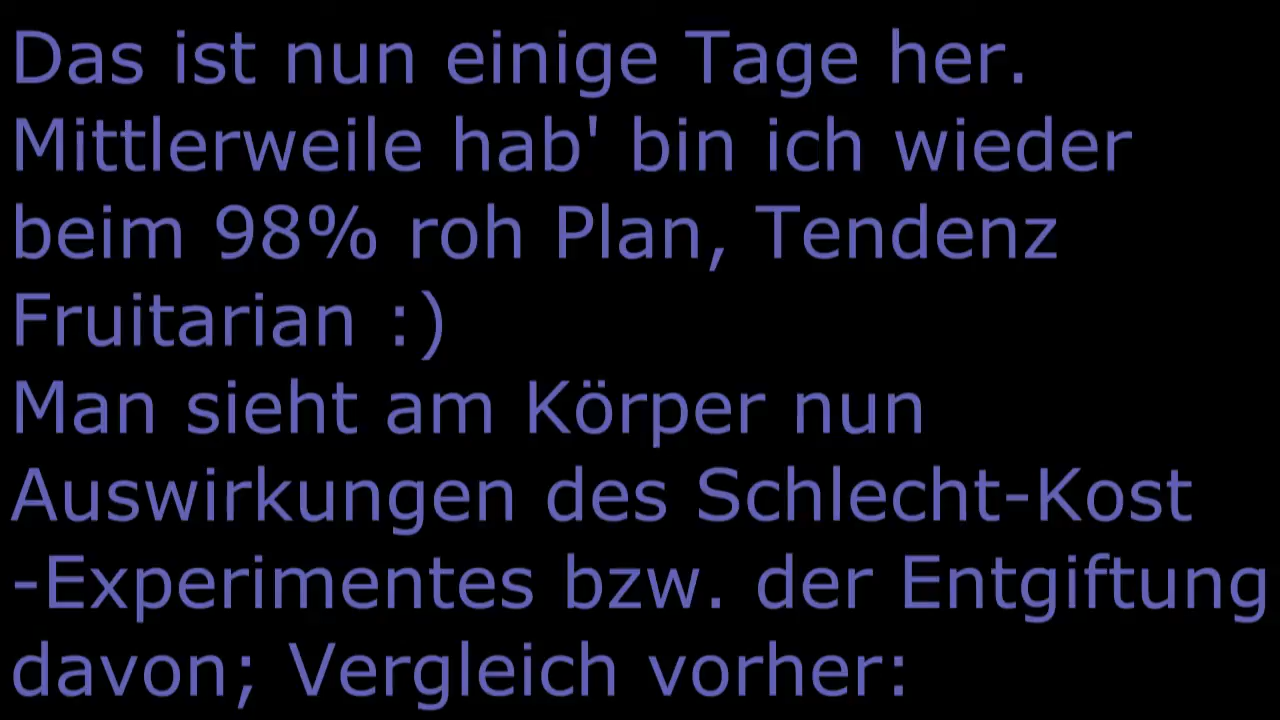 Das ist nun einige Tage her.
Mittlerweile hab' bin ich wieder
beim 98% roh Plan, Tendenz
Fruitarian :)
Man sieht am Körper nun
Auswirkungen des Schlecht-Kost
-Experimentes bzw. der Entgiftung
davon; Vergleich vorher: